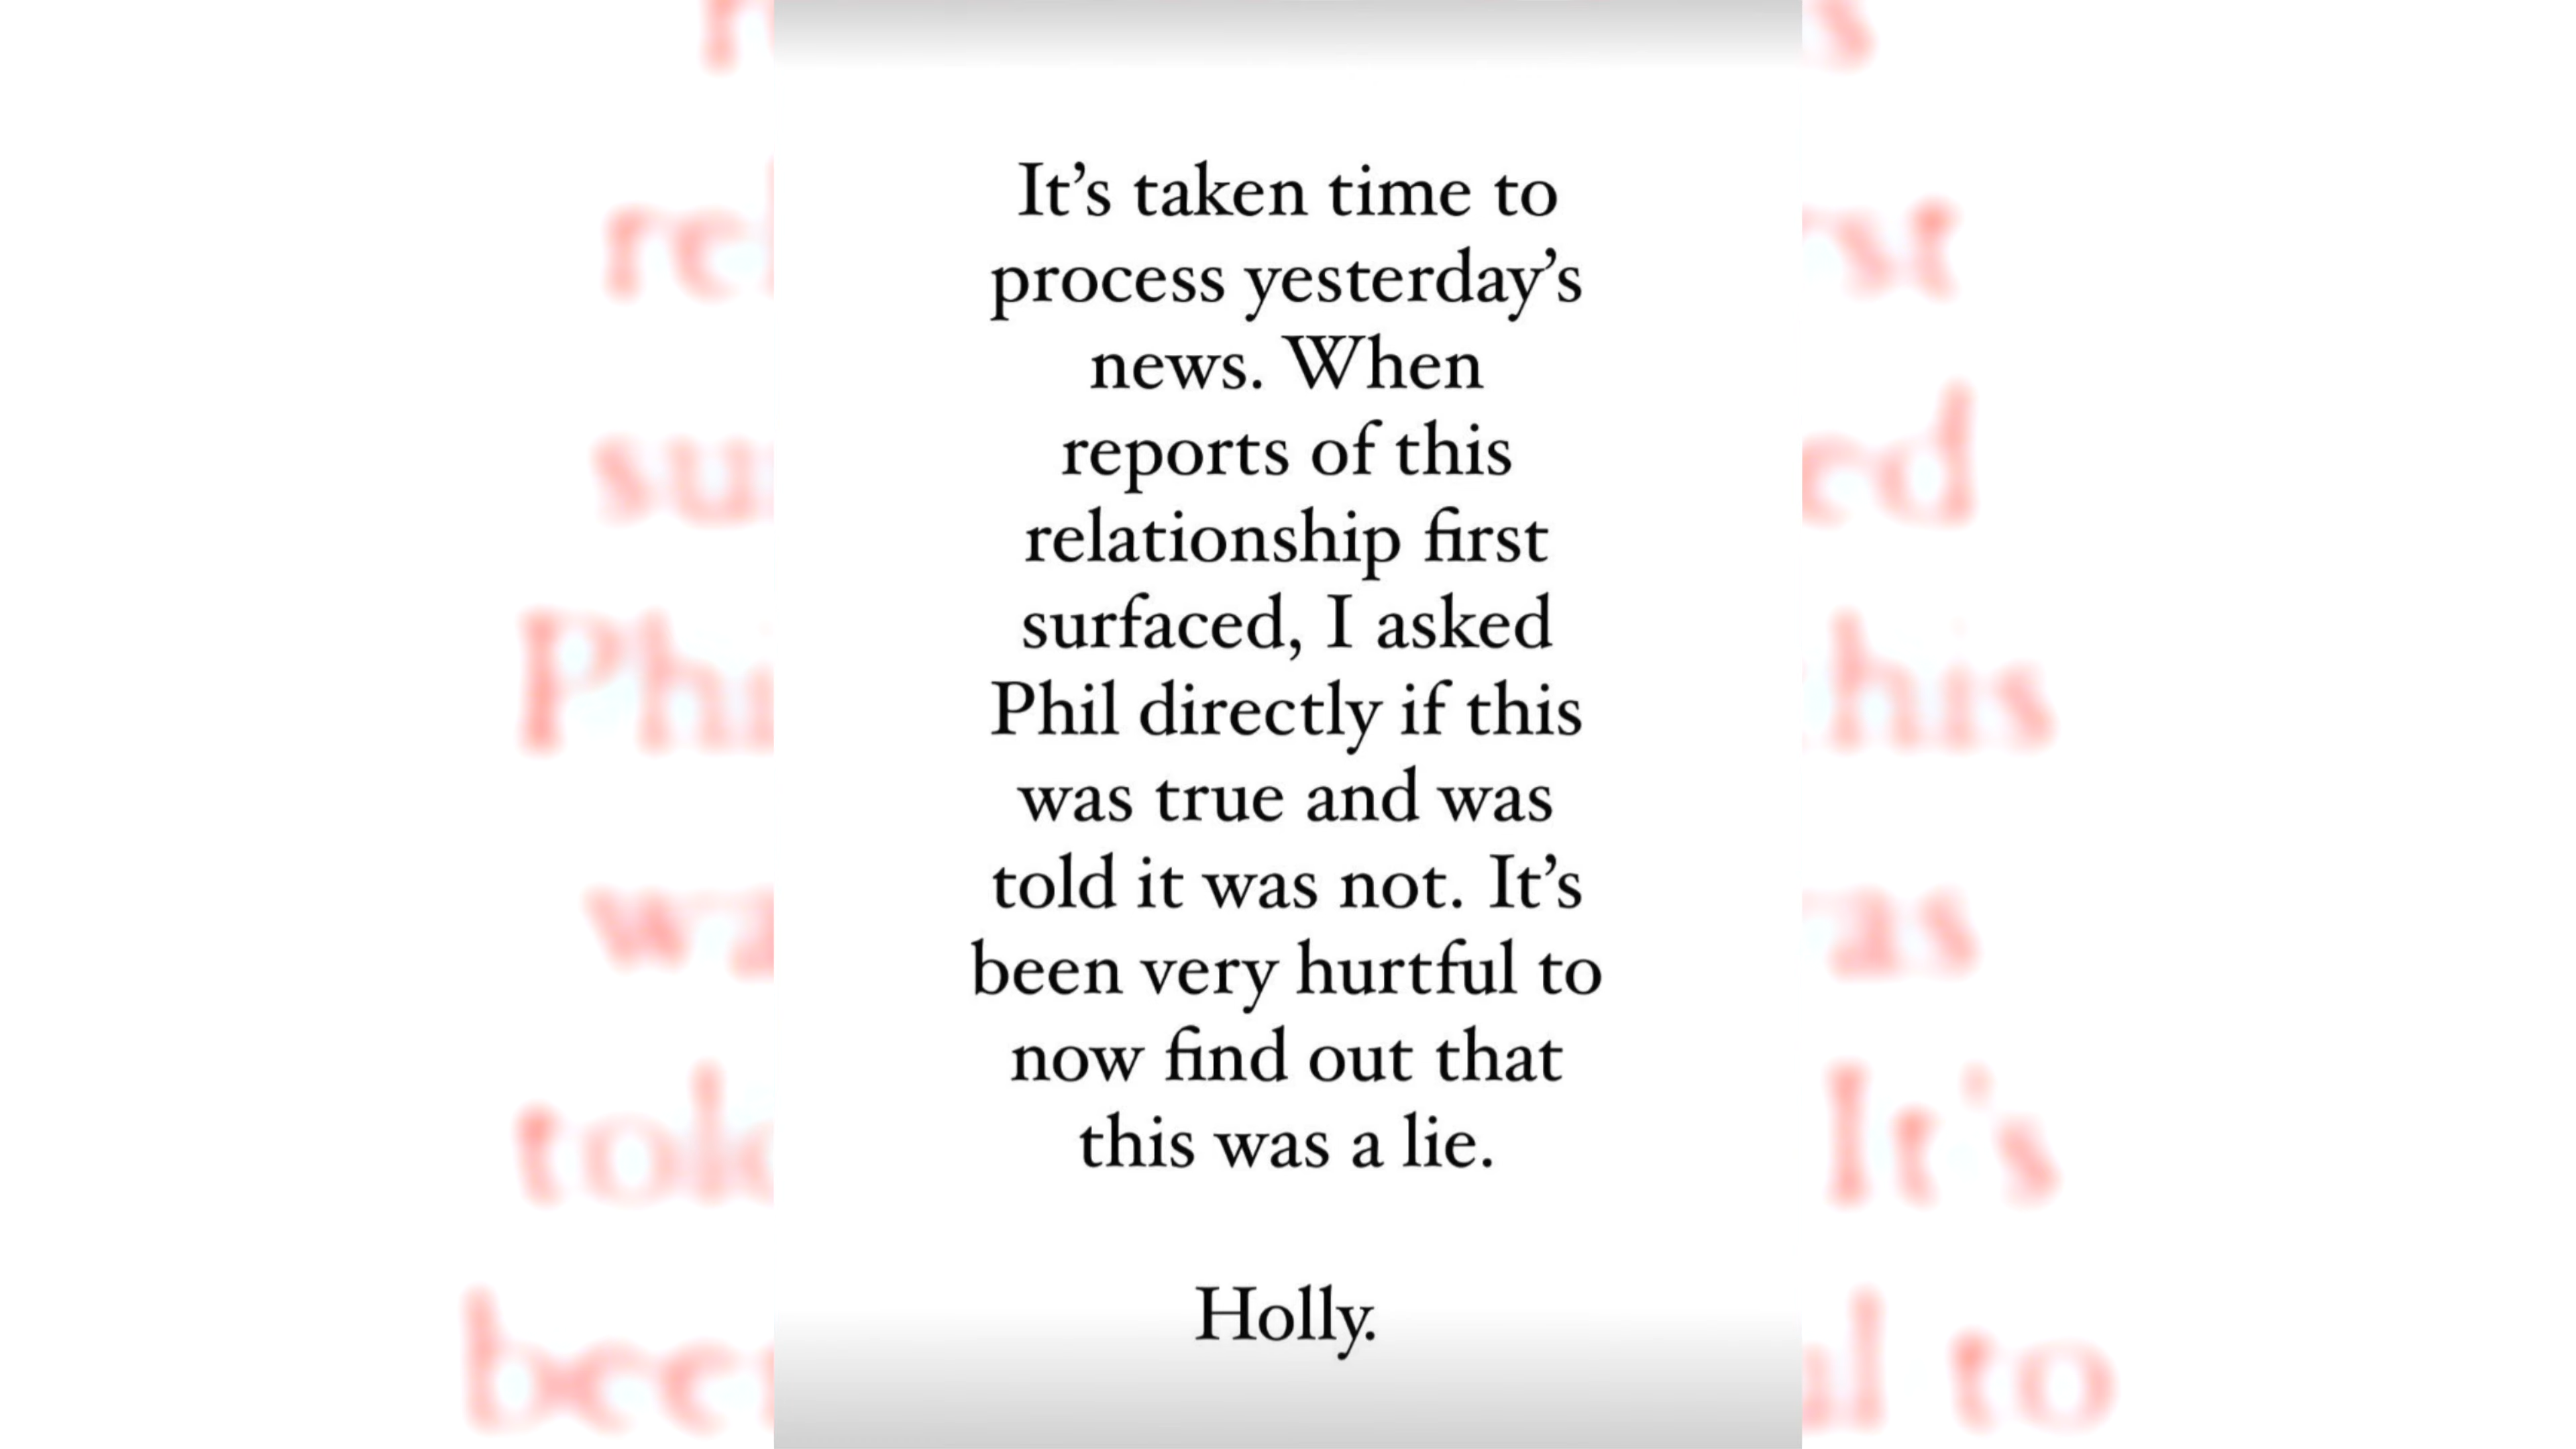 It’s taken time to
process yesterday’s
news. When
reports of this
relationship first
surfaced, I asked
Phil directly if this
was true and was
told it was not. It’s
been very hurtful to
now find out that
this was a lie.
Holly.